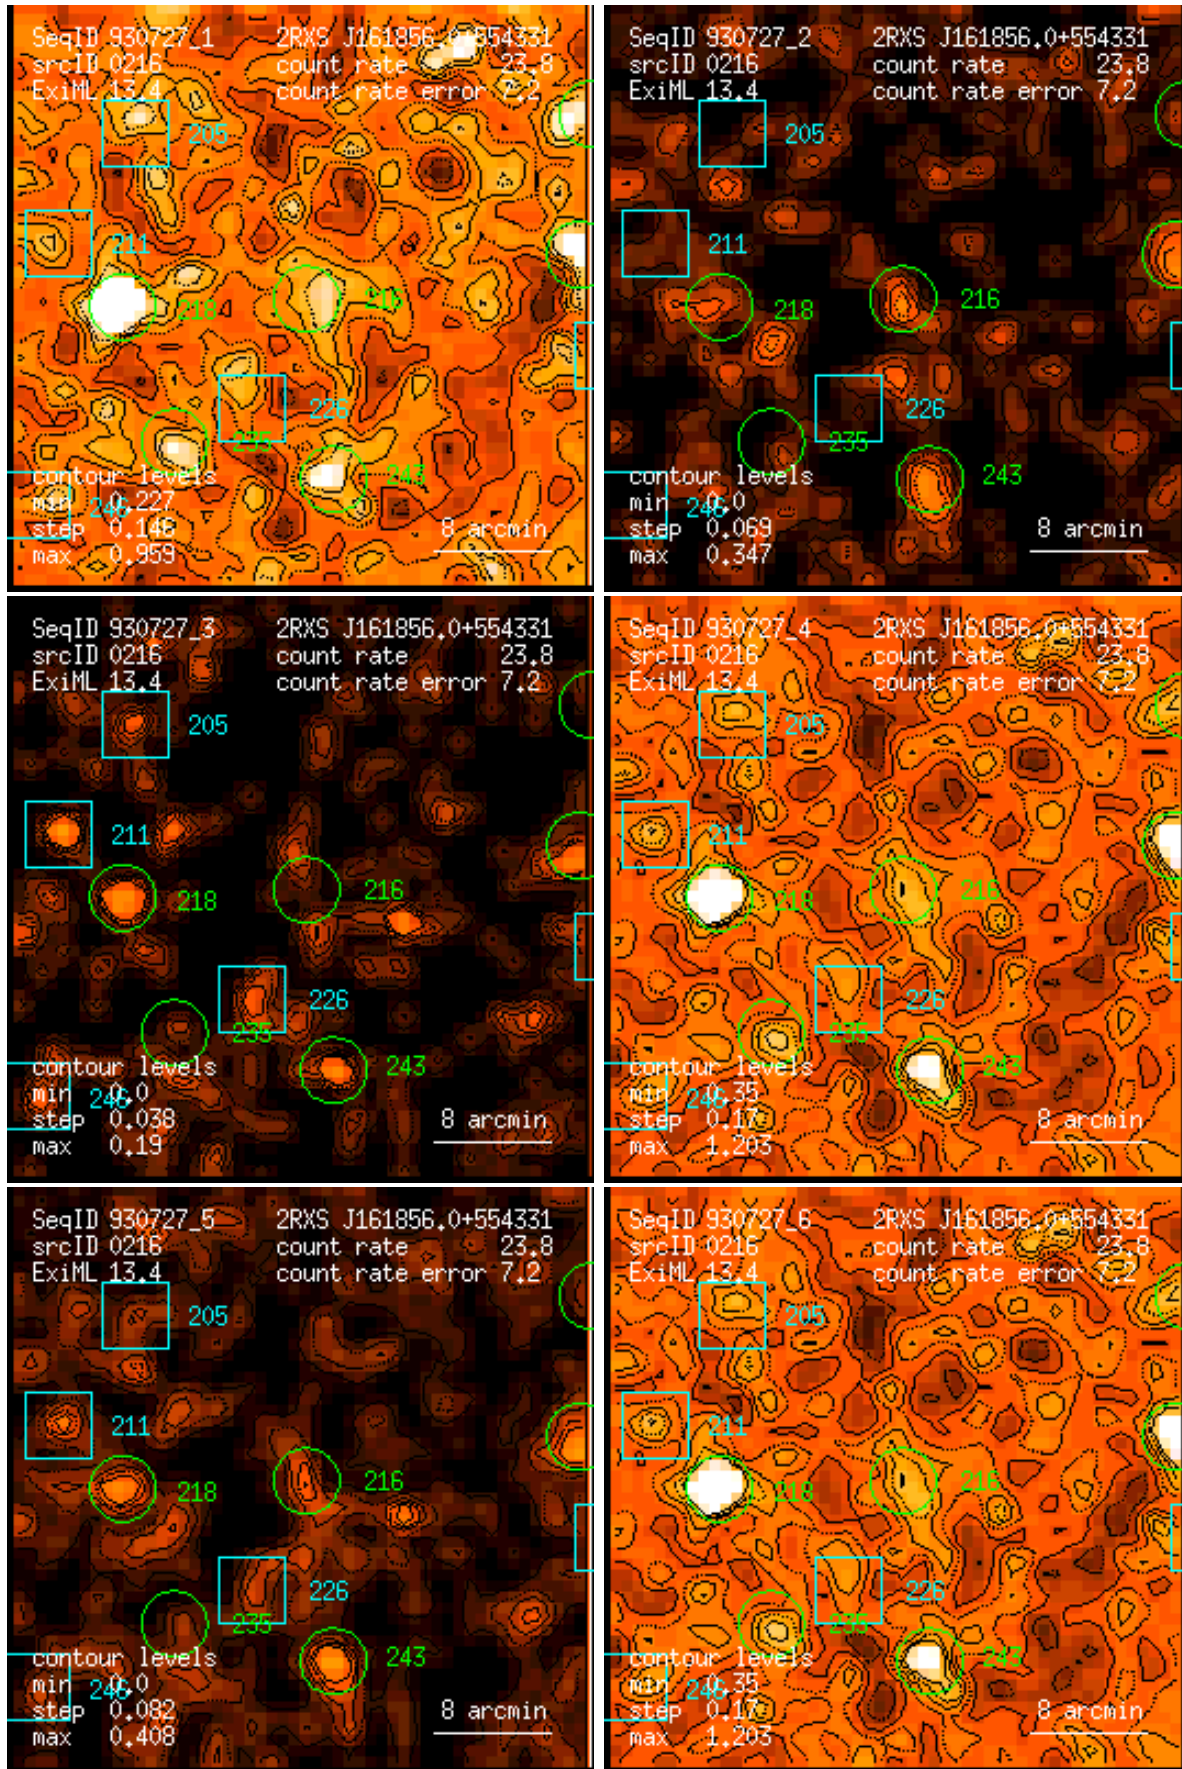 SeqID 930727_1 2RXS J161856.0+554331
srcID 0216 count rate 23.8
ExiML 13.4 count rate error 7.2
205
211
218
216
226
235
243
contour levels
min 0.227
246
step 0.146
max 0.959
8 arcmin
SeqID 930727_2 2RXS J161856.0+554331
srcID 0216 count rate 23.8
ExiML 13.4 count rate error 7.2
205
211
218
216
226
235
243
contour levels
min 0.0
246
step 0.069
max 0.347
8 arcmin
SeqID 930727_3 2RXS J161856.0+554331
srcID 0216 count rate 23.8
ExiML 13.4 count rate error 7.2
205
211
218
216
226
235
243
contour levels
min 0.0
246
step 0.038
max 0.19
8 arcmin
SeqID 930727_4 2RXS J161856.0+554331
srcID 0216 count rate 23.8
ExiML 13.4 count rate error 7.2
205
211
218
216
226
235
243
contour levels
min 0.35
246
step 0.17
max 1.203
8 arcmin
SeqID 930727_5 2RXS J161856.0+554331
srcID 0216 count rate 23.8
ExiML 13.4 count rate error 7.2
205
211
218
216
226
235
243
contour levels
min 0.0
246
step 0.082
max 0.408
8 arcmin
SeqID 930727_6 2RXS J161856.0+554331
srcID 0216 count rate 23.8
ExiML 13.4 count rate error 7.2
205
211
218
216
226
235
243
contour levels
min 0.35
246
step 0.17
max 1.203
8 arcmin